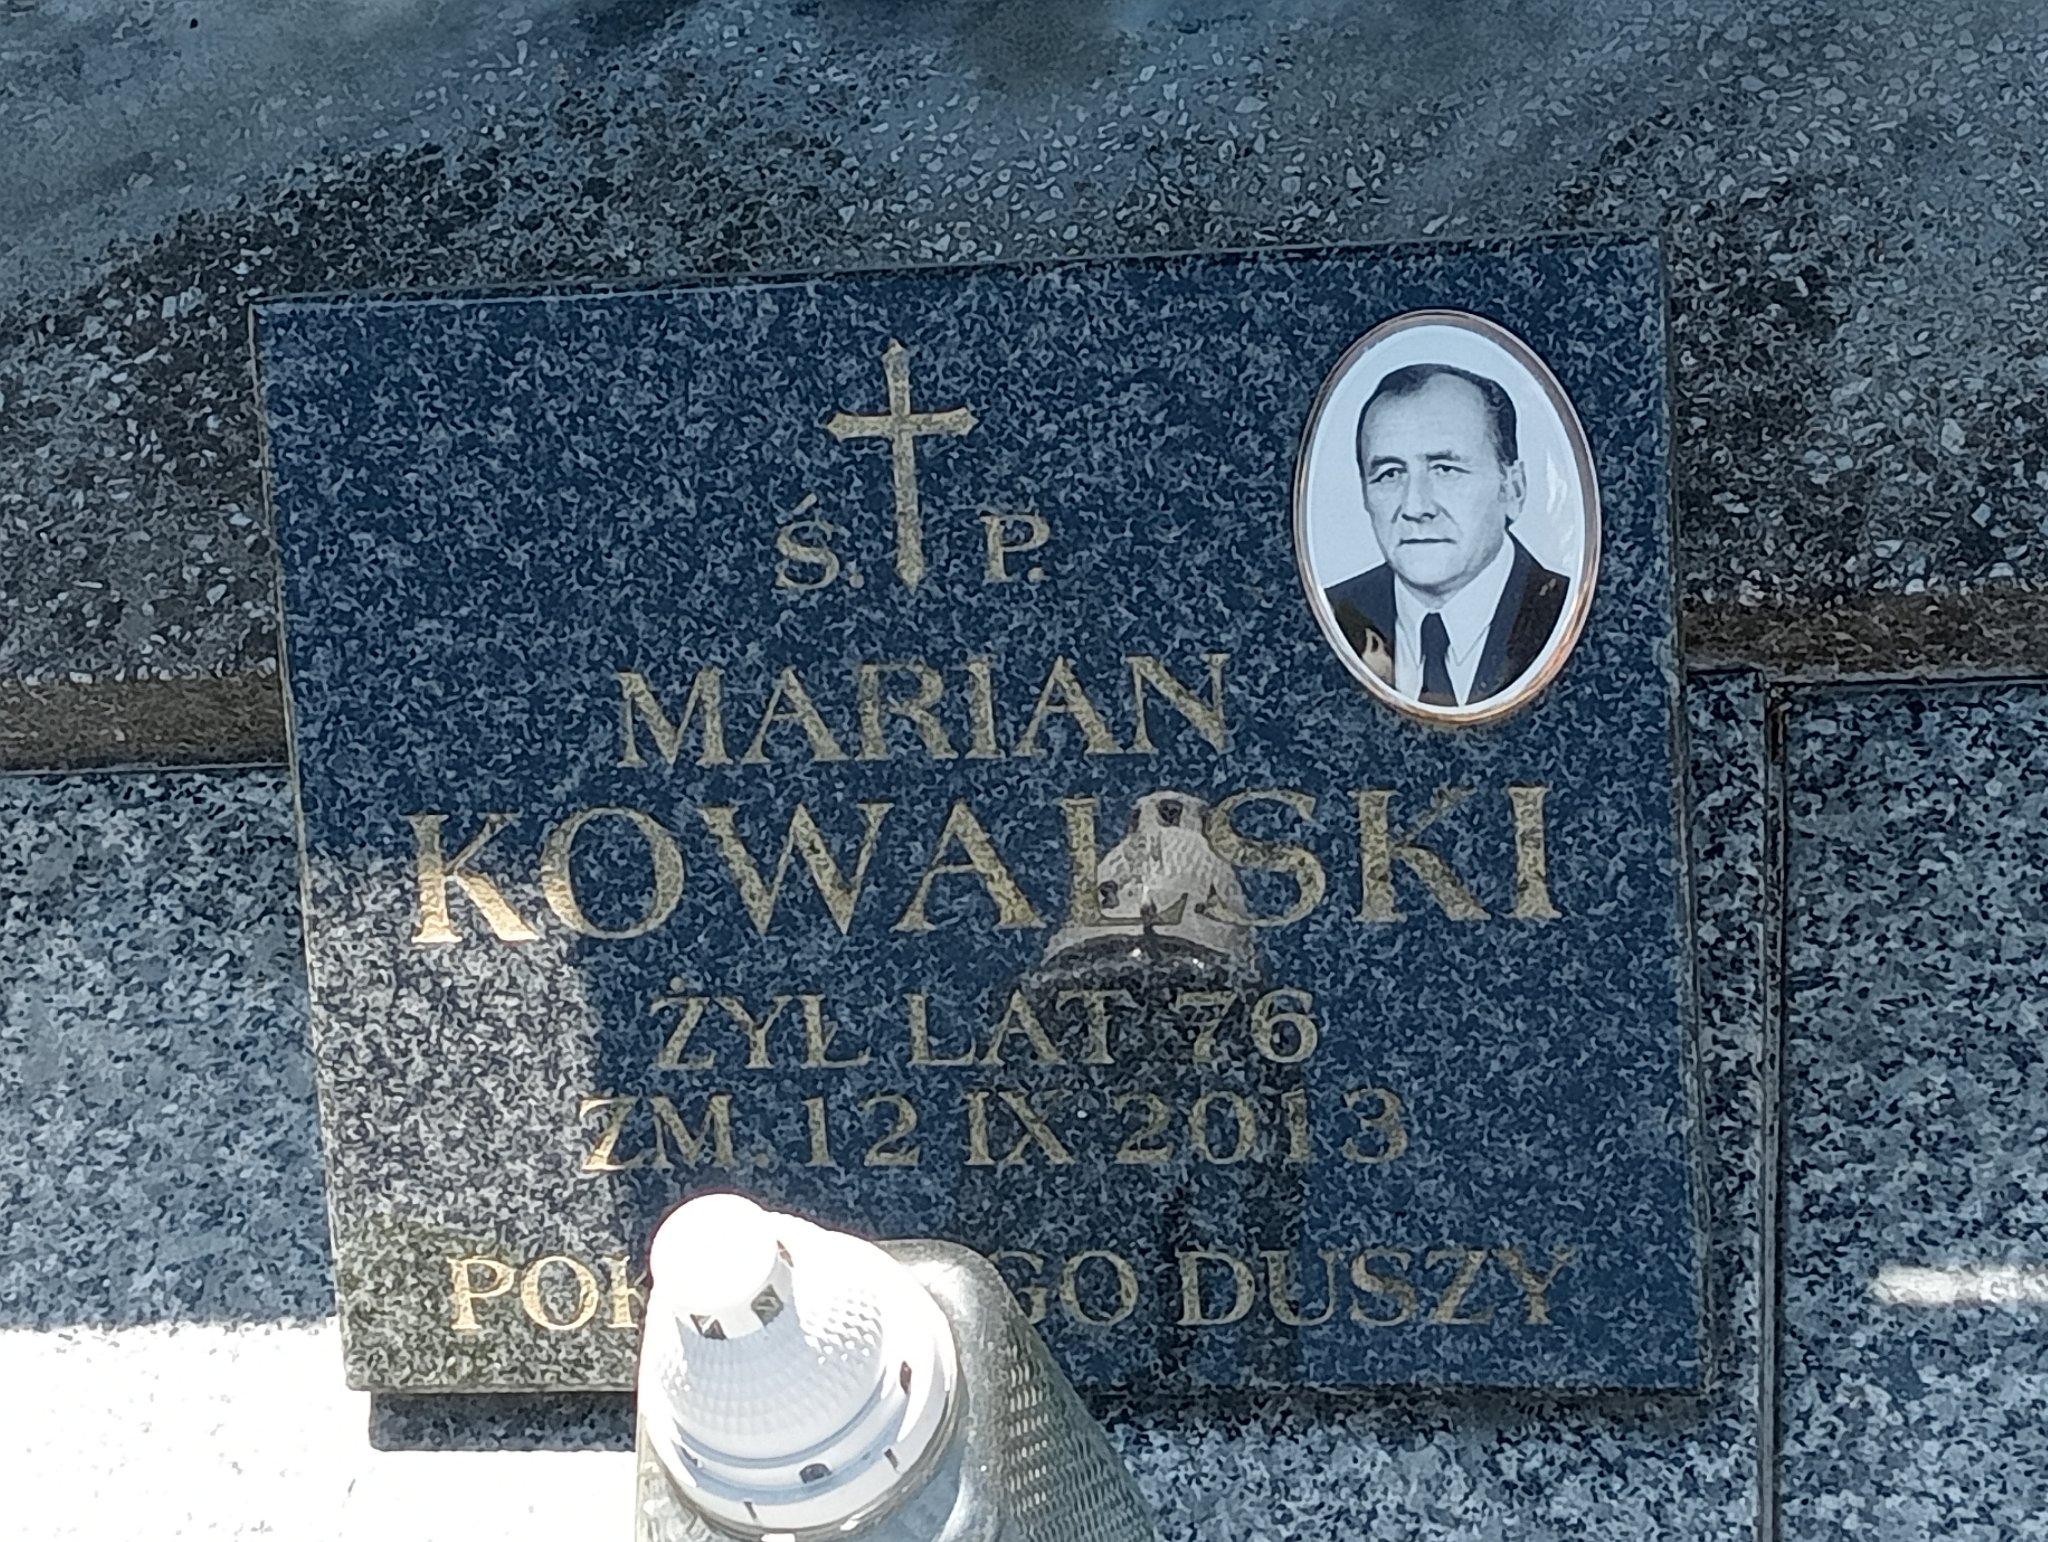 Ś. P.
MARIAN
KOWALSKI
ŻYŁ LAT 76
ZM. 12 IX 2013
DUSZY